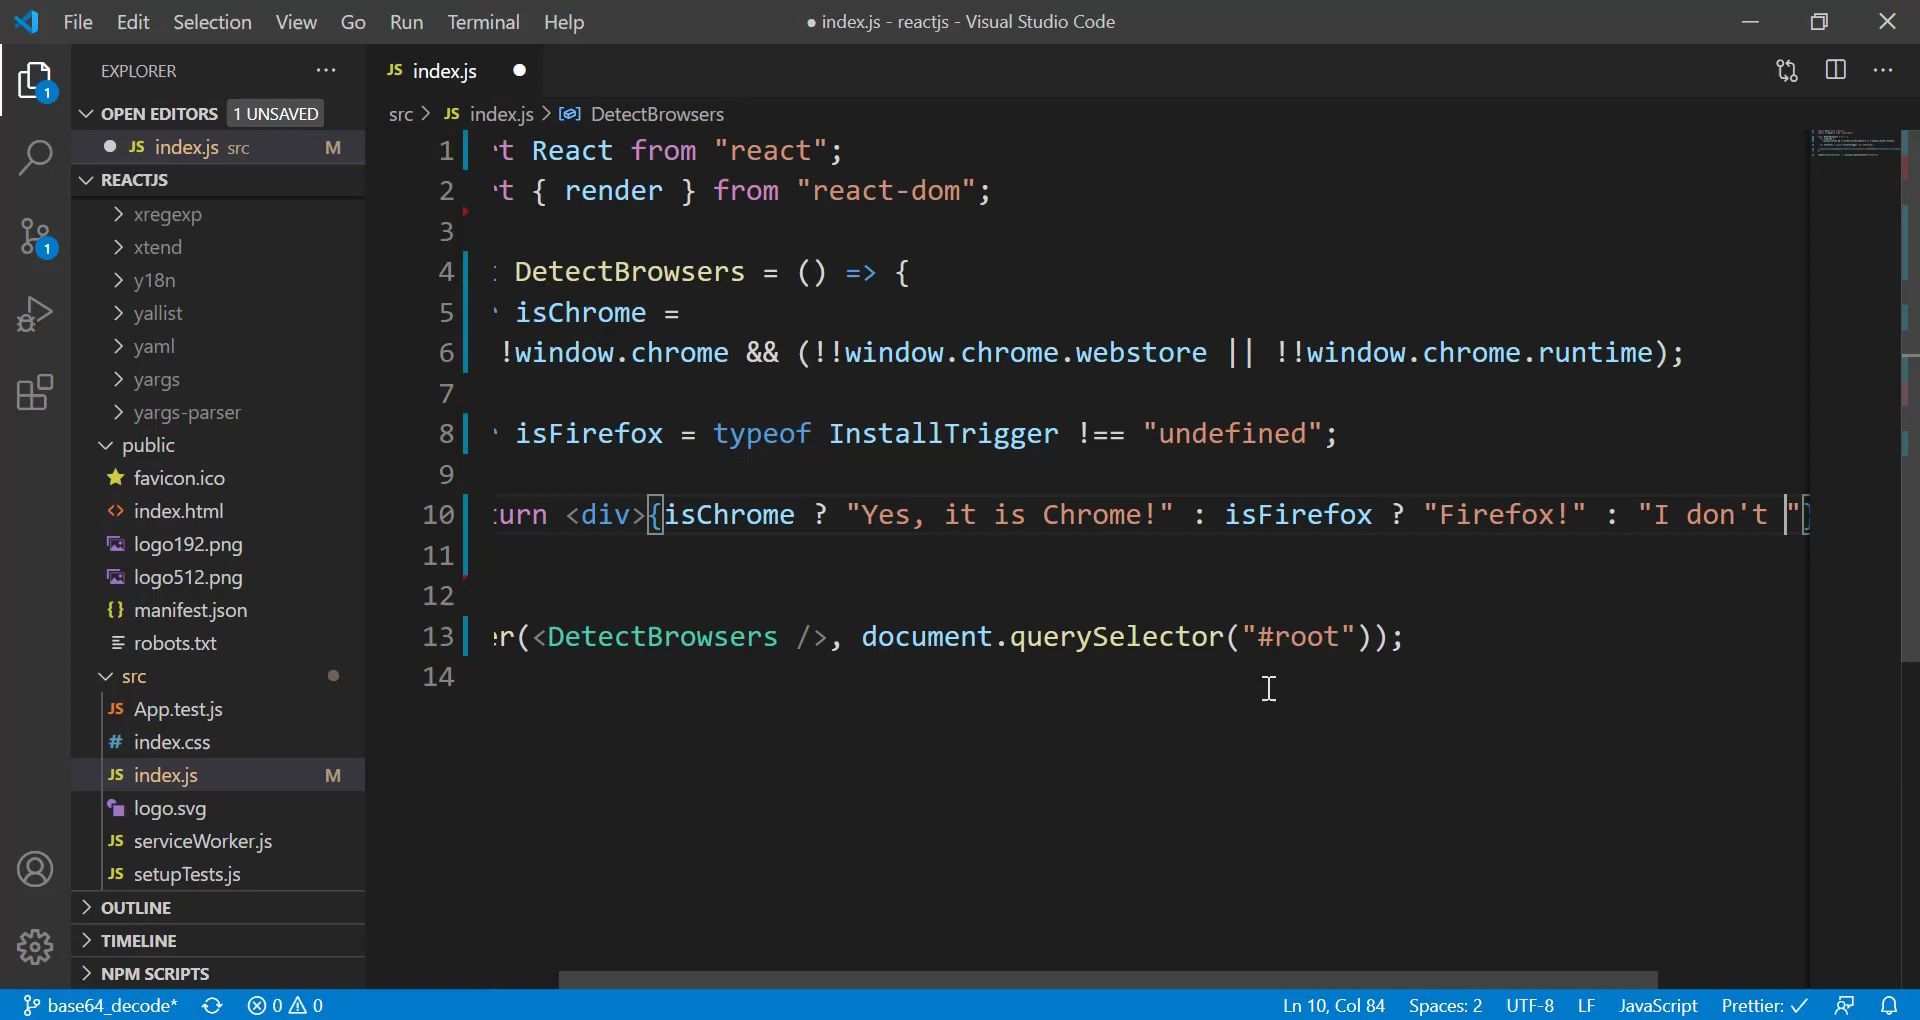 File Edit Selection View Go Run Terminal Help
● index.js - reactjs - Visual Studio Code
EXPLORER
OPEN EDITORS 1 UNSAVED
JS index.js src M
REACTJS
xregexp
xtend
y18n
yallist
yaml
yargs
yargs-parser
public
favicon.ico
index.html
logo192.png
logo512.png
manifest.json
robots.txt
src
JS App.test.js
# index.css
JS index.js M
logo.svg
JS serviceWorker.js
JS setupTests.js
OUTLINE
TIMELINE
NPM SCRIPTS
1
1
JS index.js
src > JS index.js > DetectBrowsers
1 t React from "react";
2 t { render } from "react-dom";
3
4 DetectBrowsers = () => {
5 isChrome =
6 !window.chrome && (!!window.chrome.webstore || !!window.chrome.runtime);
7
8 isFirefox = typeof InstallTrigger !== "undefined";
9
10 urn <div>{isChrome ? "Yes, it is Chrome!" : isFirefox ? "Firefox!" : "I don't "}
11
12
13 er(<DetectBrowsers />, document.querySelector("#root"));
14
base64_decode* 0 0 Ln 10, Col 84 Spaces: 2 UTF-8 LF JavaScript Prettier: ✓